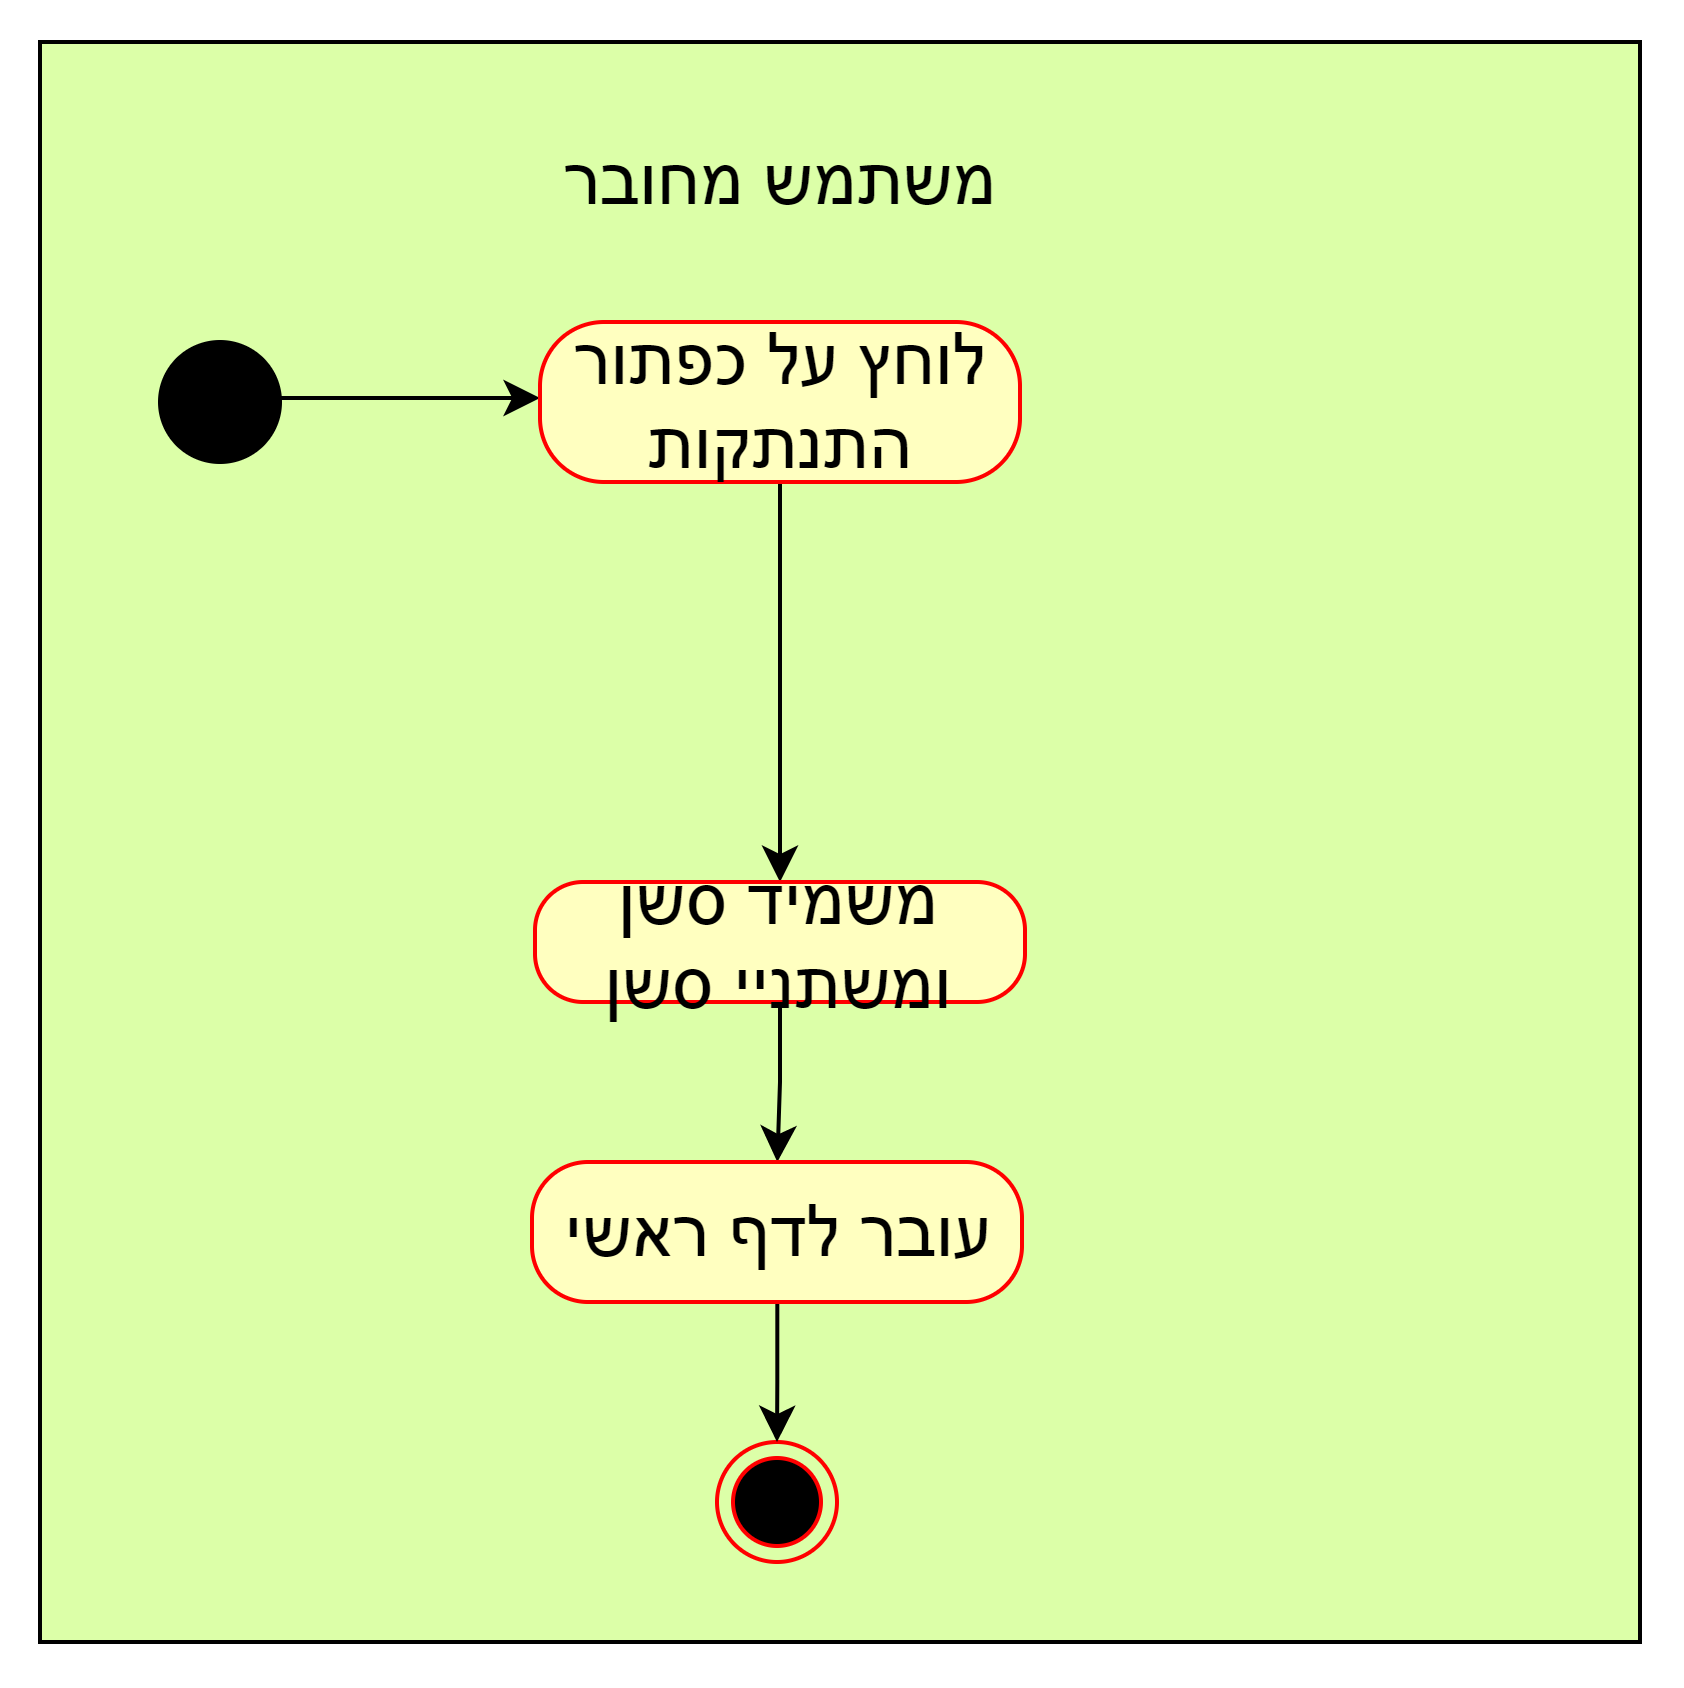 משתמש מחובר
לוחץ על כפתור
התנתקות
משמיד סשן
ומשתניי סשן
עובר לדף ראשי